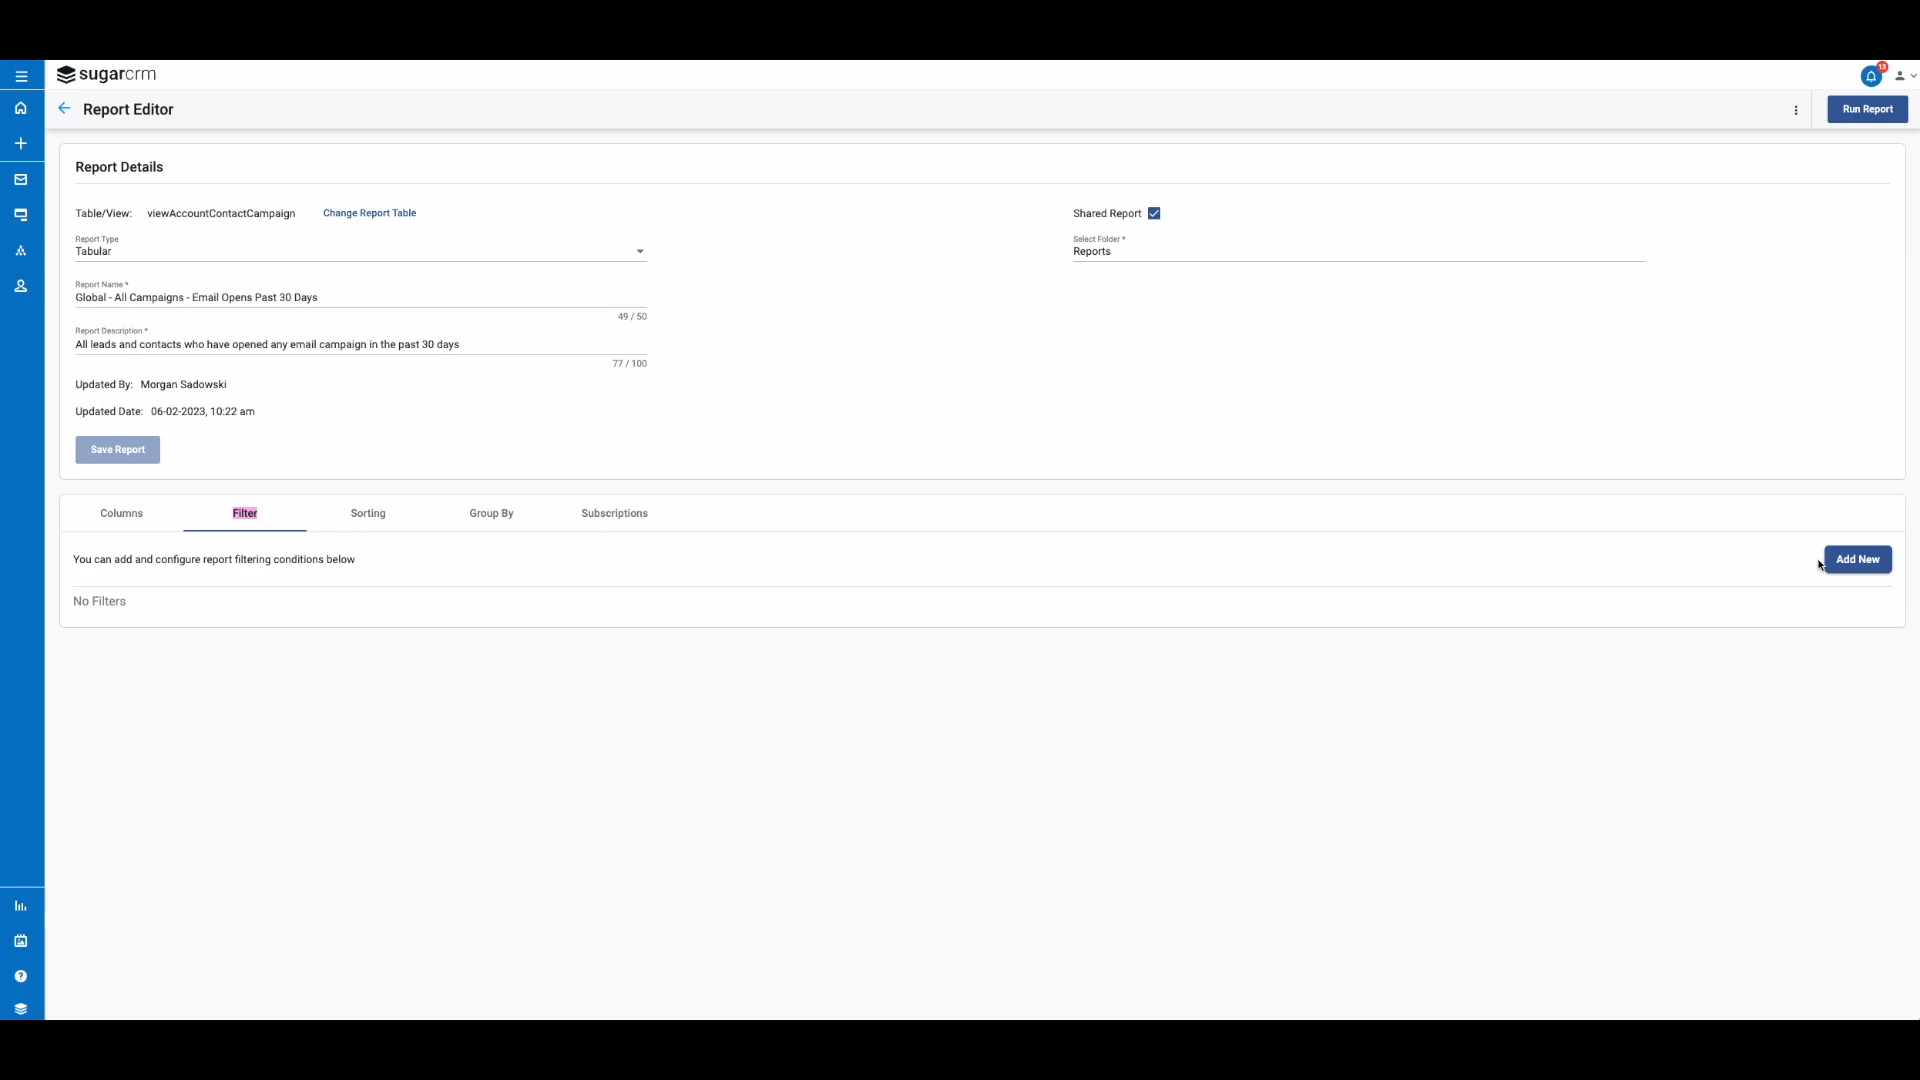 sugarcrm
13
Report Editor
Run Report
Report Details
Table/View: viewAccountContactCampaign Change Report Table
Shared Report
Report Type
Tabular
Select Folder *
Reports
Report Name *
Global - All Campaigns - Email Opens Past 30 Days
49 / 50
Report Description *
All leads and contacts who have opened any email campaign in the past 30 days
77 / 100
Updated By: Morgan Sadowski
Updated Date: 06-02-2023, 10:22 am
Save Report
Columns Filter Sorting Group By Subscriptions
You can add and configure report filtering conditions below
Add New
No Filters